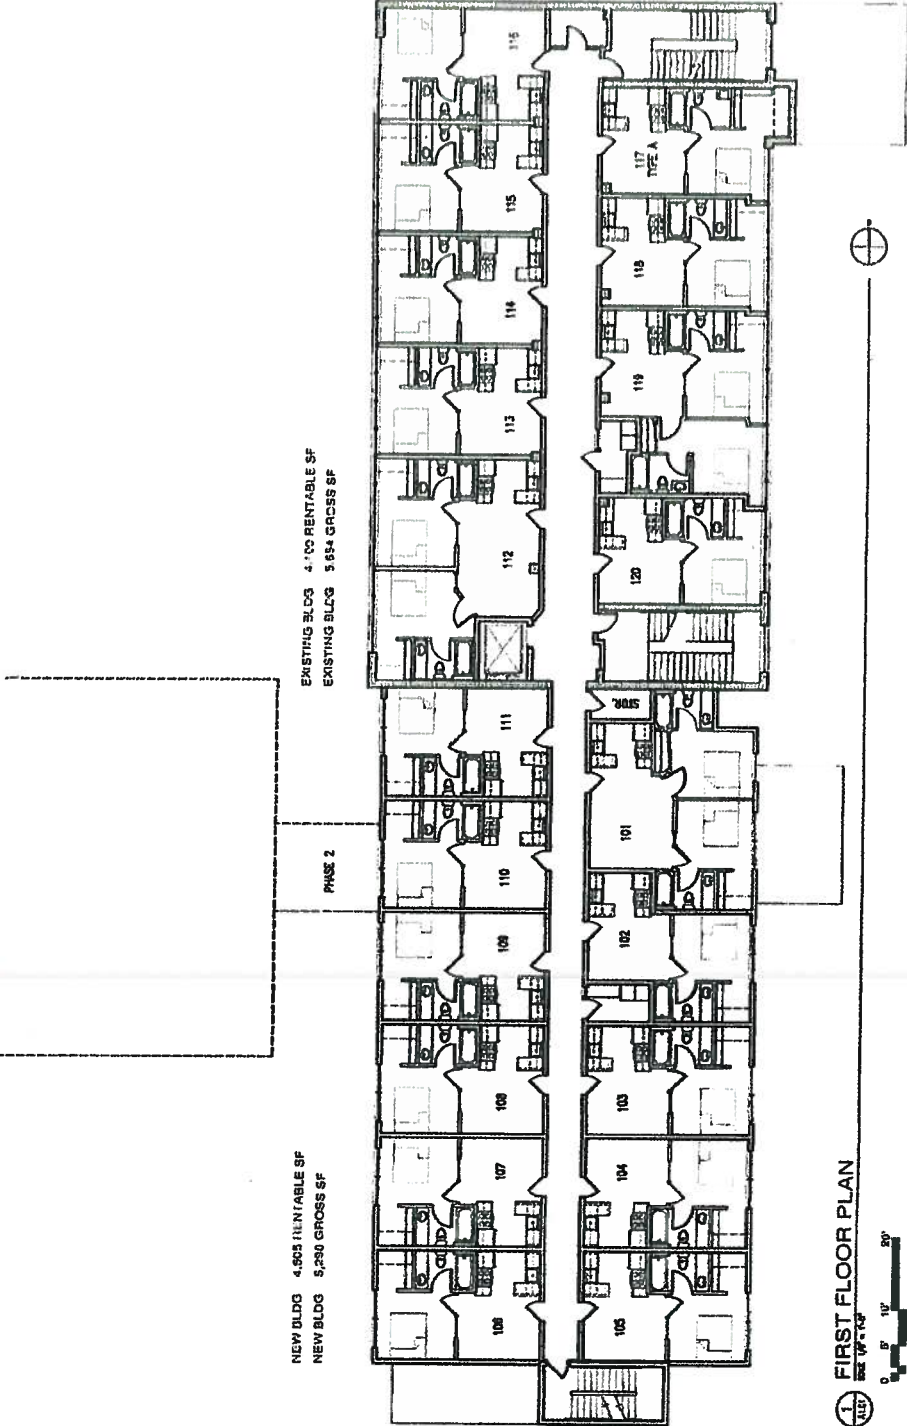 EXISTING BLDG 4,100 RENTABLE SF
EXISTING BLDG 5,654 GROSS SF
NEW BLDG 4,505 RENTABLE SF
NEW BLDG 5,290 GROSS SF
PHASE 2
116
115
114
113
112
111
110
109
108
107
106
117
TYPE A
118
119
120
STOR.
101
102
103
104
105
1
FIRST FLOOR PLAN
0 5' 10' 20'